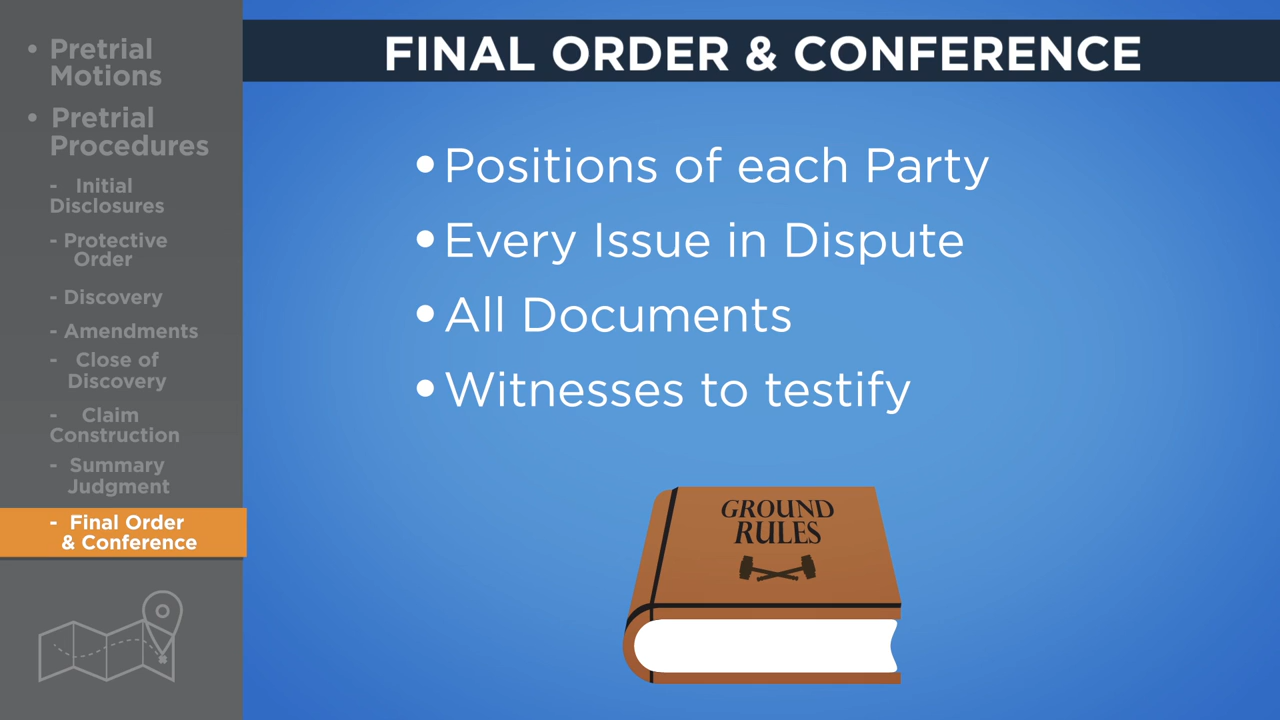 • Pretrial
Motions
• Pretrial
Procedures
- Initial
Disclosures
- Protective
Order
- Discovery
- Amendments
- Close of
Discovery
- Claim
Construction
- Summary
Judgment
- Final Order
& Conference
FINAL ORDER & CONFERENCE
• Positions of each Party
• Every Issue in Dispute
• All Documents
• Witnesses to testify
GROUND
RULES